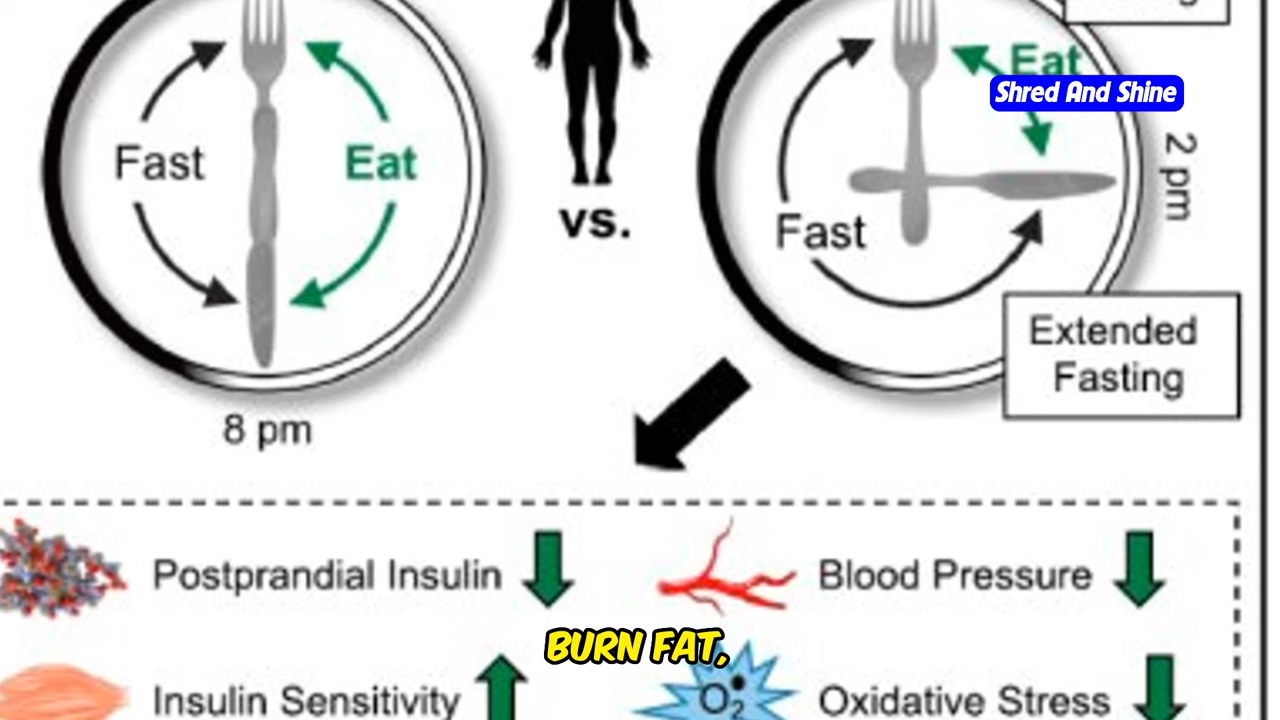 Eat
Shred And Shine
Fast
Eat
2 pm
vs.
Fast
Extended
Fasting
8 pm
Postprandial Insulin
Blood Pressure
BURN FAT,
Insulin Sensitivity
O2
Oxidative Stress